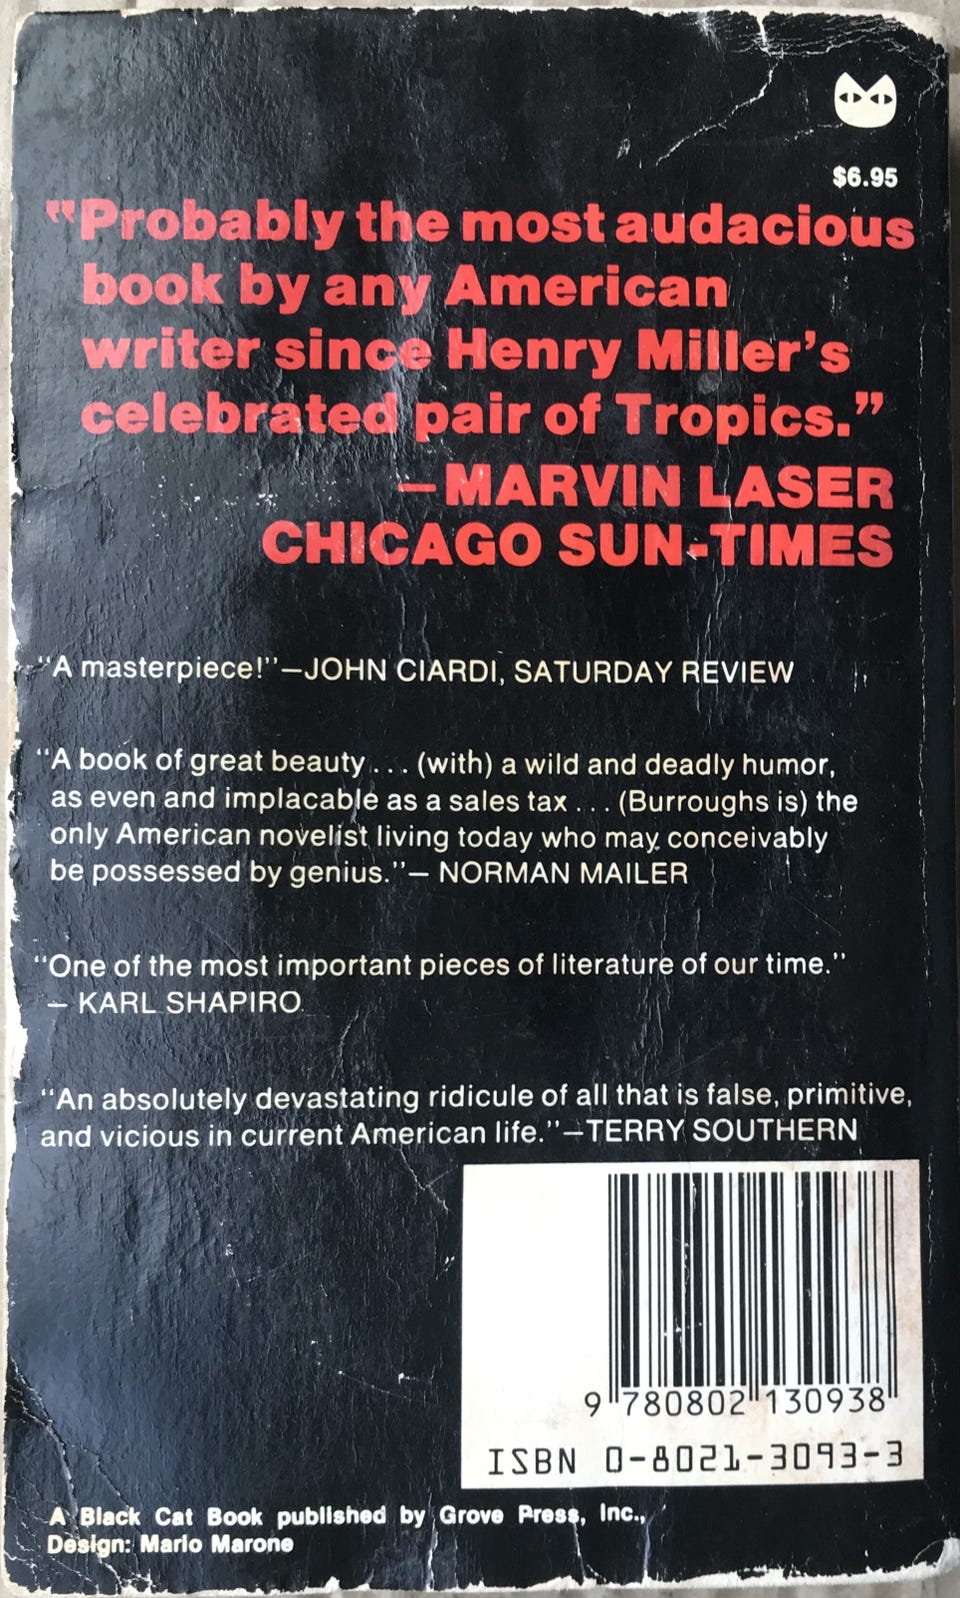 $6.95
"Probably the most audacious
book by any American
writer since Henry Miller's
celebrated pair of Tropics."
—MARVIN LASER
CHICAGO SUN-TIMES
"A masterpiece!"—JOHN CIARDI, SATURDAY REVIEW
"A book of great beauty . . . (with) a wild and deadly humor,
as even and implacable as a sales tax . . . (Burroughs is) the
only American novelist living today who may conceivably
be possessed by genius."— NORMAN MAILER
"One of the most important pieces of literature of our time."
— KARL SHAPIRO
"An absolutely devastating ridicule of all that is false, primitive,
and vicious in current American life."—TERRY SOUTHERN
9 780802 130938
ISBN 0-8021-3093-3
A Black Cat Book published by Grove Press, Inc.,
Design: Mario Marone